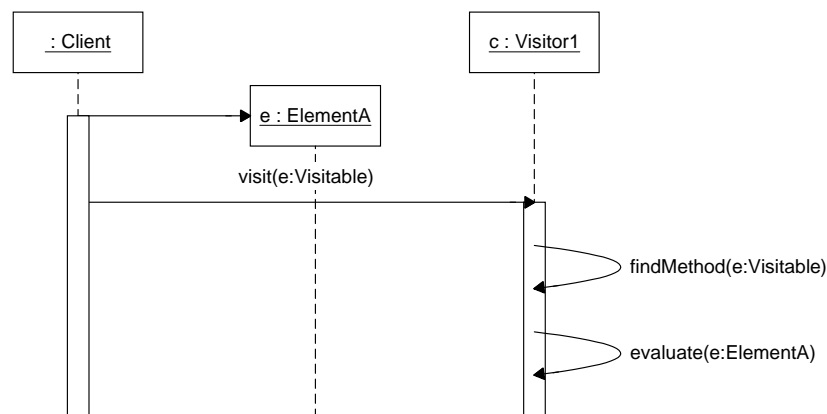 : Client
c : Visitor1
e : ElementA
visit(e:Visitable)
findMethod(e:Visitable)
evaluate(e:ElementA)